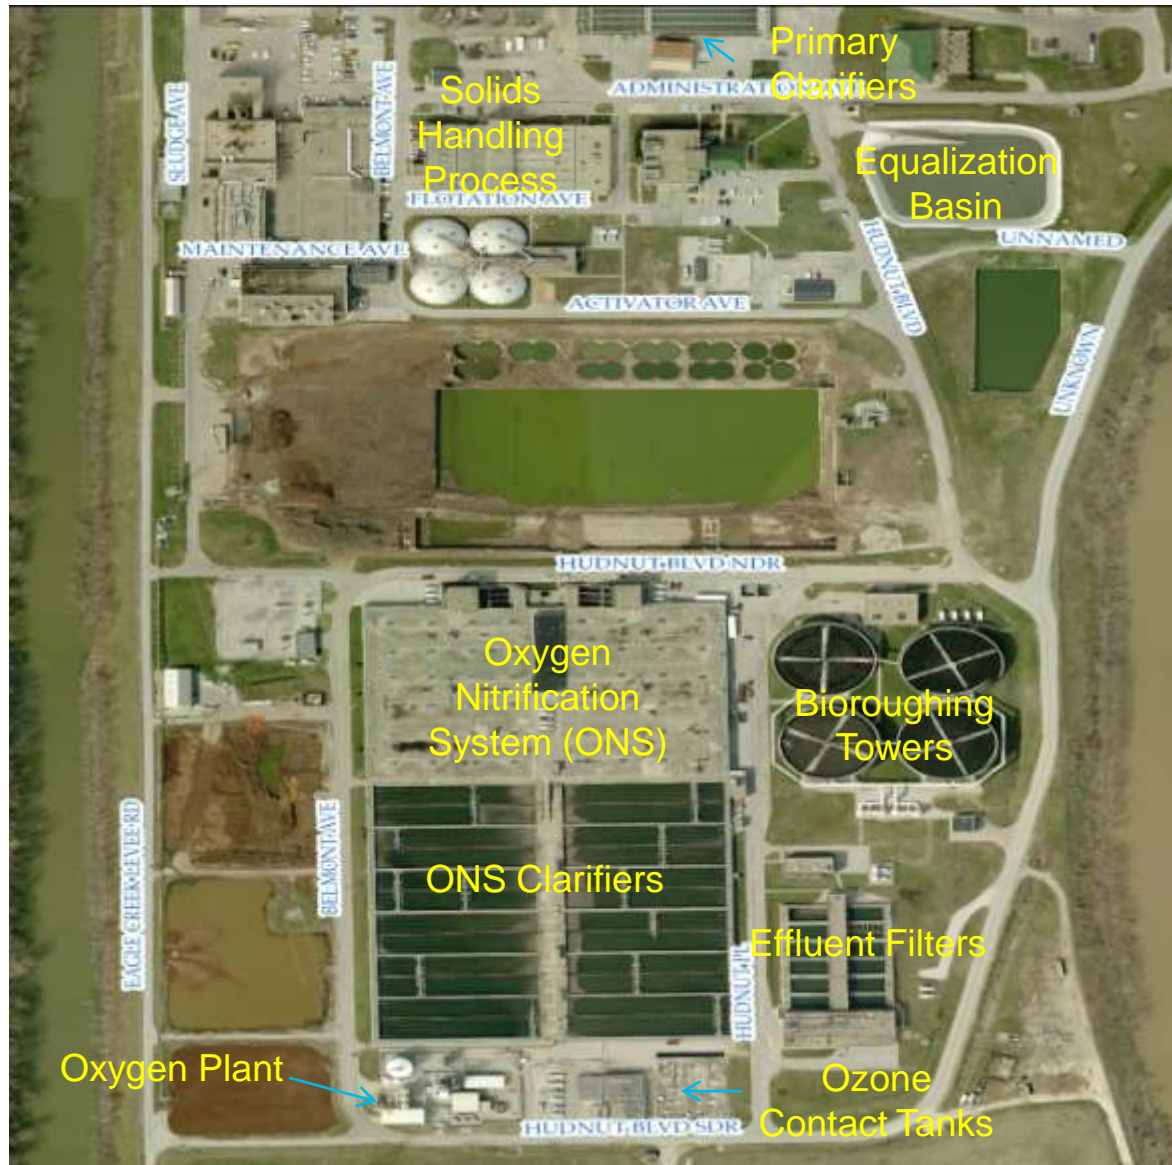 Primary
Clarifiers
ADMINISTRATION
Solids
Handling
Process
SLUDGE AVE
BELMONT AVE
Equalization
Basin
FLOTATION AVE
UNNAMED
MAINTENANCE AVE
HUDNUT BLVD
ACTIVATOR AVE
UNKNOWN
HUDNUT BLVD NDR
Oxygen
Nitrification
System (ONS)
Bioroughing
Towers
EAGLE CREEK LEVEE RD
BELMONT AVE
ONS Clarifiers
Effluent Filters
HUDNUT PL
Oxygen Plant
Ozone
Contact Tanks
HUDNUT BLVD SDR